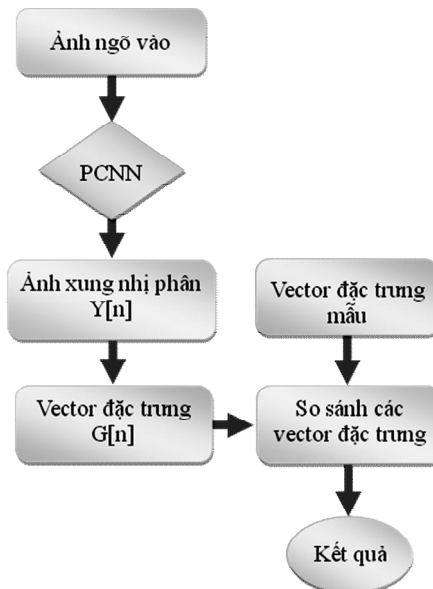 Ảnh ngõ vào
PCNN
Ảnh xung nhị phân
Y[n]
Vector đặc trưng
mẫu
Vector đặc trưng
G[n]
So sánh các
vector đặc trưng
Kết quả